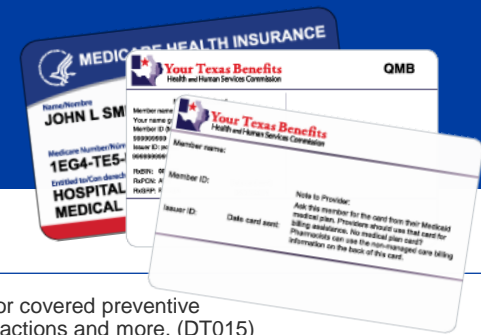 MEDICARE HEALTH INSURANCE
Name/Nombre
JOHN L SM
Medicare Number/Núm
1EG4-TE5-
Entitled to/Con derech
HOSPITAL
MEDICAL
Your Texas Benefits
Health and Human Services Commission
QMB
Member name
Your name g
Member ID
Issuer ID:
RxBIN:
RxPCN: A
RxGRP:
Your Texas Benefits
Health and Human Services Commission
Member name:
Member ID:
Issuer ID:
Date card sent:
Note to Provider:
Ask this member for the card from their Medicaid
medical plan. Providers should use that card for
billing assistance. No medical plan card?
Pharmacists can use the non-managed care billing
information on the back of this card.
or covered preventive
actions and more. (DT015)